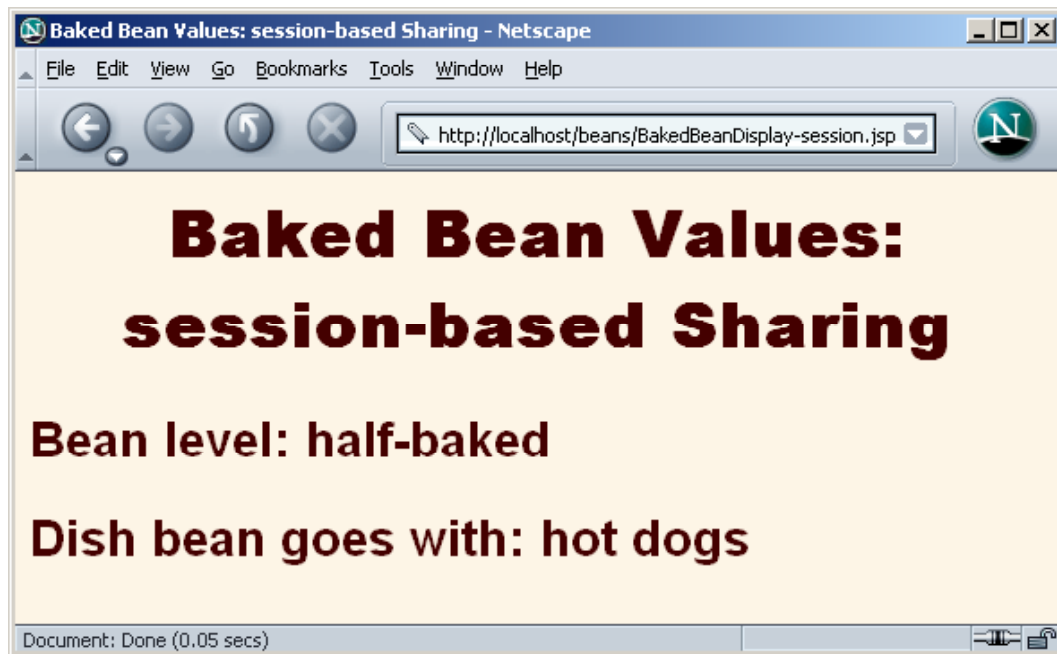 Baked Bean Values: session-based Sharing - Netscape
File Edit View Go Bookmarks Tools Window Help
http://localhost/beans/BakedBeanDisplay-session.jsp
N
Baked Bean Values:
session-based Sharing
Bean level: half-baked
Dish bean goes with: hot dogs
Document: Done (0.05 secs)